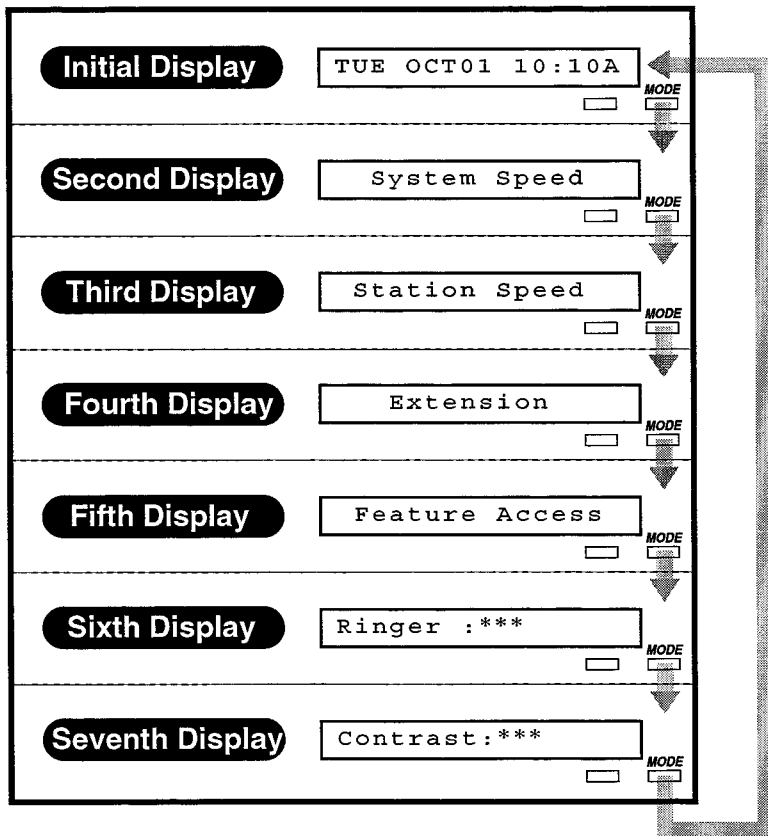 Initial Display
TUE OCT01 10:10A
MODE
Second Display
System Speed
MODE
Third Display
Station Speed
MODE
Fourth Display
Extension
MODE
Fifth Display
Feature Access
MODE
Sixth Display
Ringer :***
MODE
Seventh Display
Contrast:***
MODE